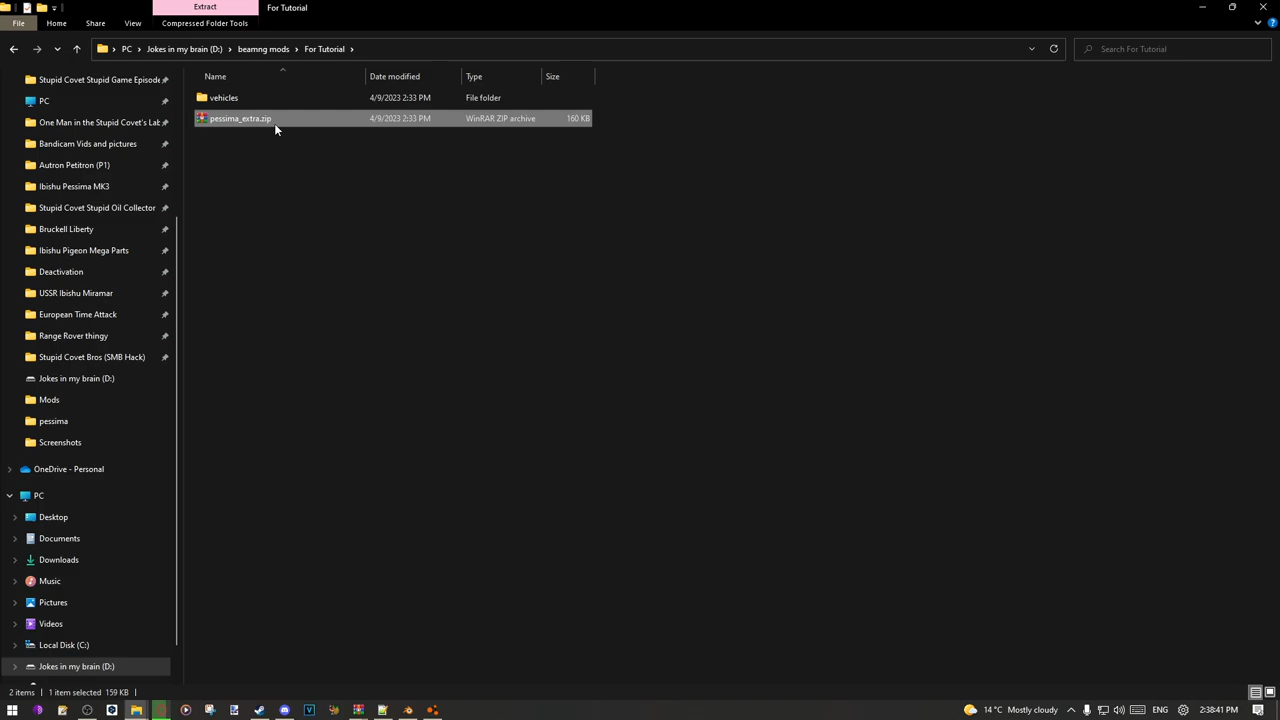 Extract
For Tutorial
File
Home
Share
View
Compressed Folder Tools
PC
Jokes in my brain (D:)
beamng mods
For Tutorial
Search For Tutorial
Name
Date modified
Type
Size
vehicles
4/9/2023 2:33 PM
File folder
pessima_extra.zip
4/9/2023 2:33 PM
WinRAR ZIP archive
160 KB
Stupid Covet Stupid Game Episode
PC
One Man in the Stupid Covet's Lab
Bandicam Vids and pictures
Autron Petitron (P1)
Ibishu Pessima MK3
Stupid Covet Stupid Oil Collector
Bruckell Liberty
Ibishu Pigeon Mega Parts
Deactivation
USSR Ibishu Miramar
European Time Attack
Range Rover thingy
Stupid Covet Bros (SMB Hack)
Jokes in my brain (D:)
Mods
pessima
Screenshots
OneDrive - Personal
PC
Desktop
Documents
Downloads
Music
Pictures
Videos
Local Disk (C:)
Jokes in my brain (D:)
2 items
1 item selected 159 KB
14 °C Mostly cloudy
2:38:41 PM